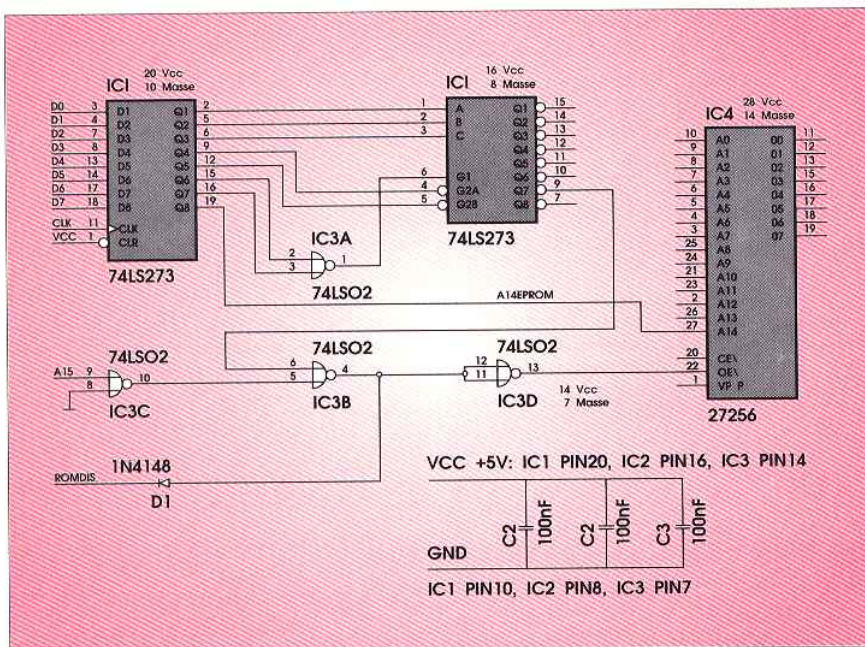 20 Vcc
10 Masse
IC1
D0 3 D1 Q1 2
D1 4 D2 Q2 5
D2 7 D3 Q3 6
D3 8 D4 Q4 9
D4 13 D5 Q5 12
D5 14 D6 Q6 15
D6 17 D7 Q7 16
D7 18 D8 Q8 19
CLK 11 CLK
VCC 1 CLR
74LS273
16 Vcc
8 Masse
IC1
1 A Q1 15
2 B Q2 14
3 C Q3 13
Q4 12
Q5 11
6 G1 Q6 10
4 G2A Q7 9
5 G2B Q8 7
74LS273
28 Vcc
14 Masse
IC4
10 A0 00 11
9 A1 01 12
8 A2 02 13
7 A3 03 15
6 A4 04 16
5 A5 05 17
4 A6 06 18
3 A7 07 19
25 A8
24 A9
21 A10
23 A11
2 A12
26 A13
27 A14
20 CE\
22 OE\
1 VP P
27256
IC3A
2
3
1
74LSO2
A14EPROM
74LSO2
A15 9
8
10
IC3C
74LSO2
6
5
4
IC3B
74LSO2
12
11
13
IC3D
14 Vcc
7 Masse
1N4148
ROMDIS
D1
VCC +5V: IC1 PIN20, IC2 PIN16, IC3 PIN14
C2 100nF
C2 100nF
C3 100nF
GND
IC1 PIN10, IC2 PIN8, IC3 PIN7